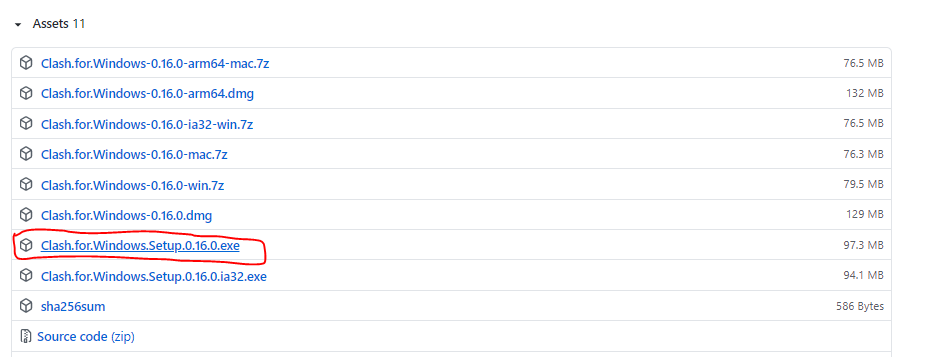 Assets 11
Clash.for.Windows-0.16.0-arm64-mac.7z 76.5 MB
Clash.for.Windows-0.16.0-arm64.dmg 132 MB
Clash.for.Windows-0.16.0-ia32-win.7z 76.5 MB
Clash.for.Windows-0.16.0-mac.7z 76.3 MB
Clash.for.Windows-0.16.0-win.7z 79.5 MB
Clash.for.Windows-0.16.0.dmg 129 MB
Clash.for.Windows.Setup.0.16.0.exe 97.3 MB
Clash.for.Windows.Setup.0.16.0.ia32.exe 94.1 MB
sha256sum 586 Bytes
Source code (zip)